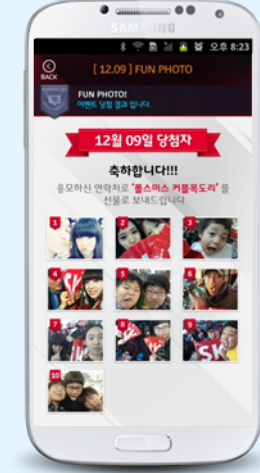 SAMSUNG
오후 8:23
BACK
[ 12.09 ] FUN PHOTO
FUN PHOTO!
이벤트 당첨 결과 입니다.
12월 09일 당첨자
축하합니다!!!
응모하신 연락처로 '폴스미스 커플목도리' 를
선물로 보내드립니다
1
2
3
4
5
6
7
8
9
10
SK